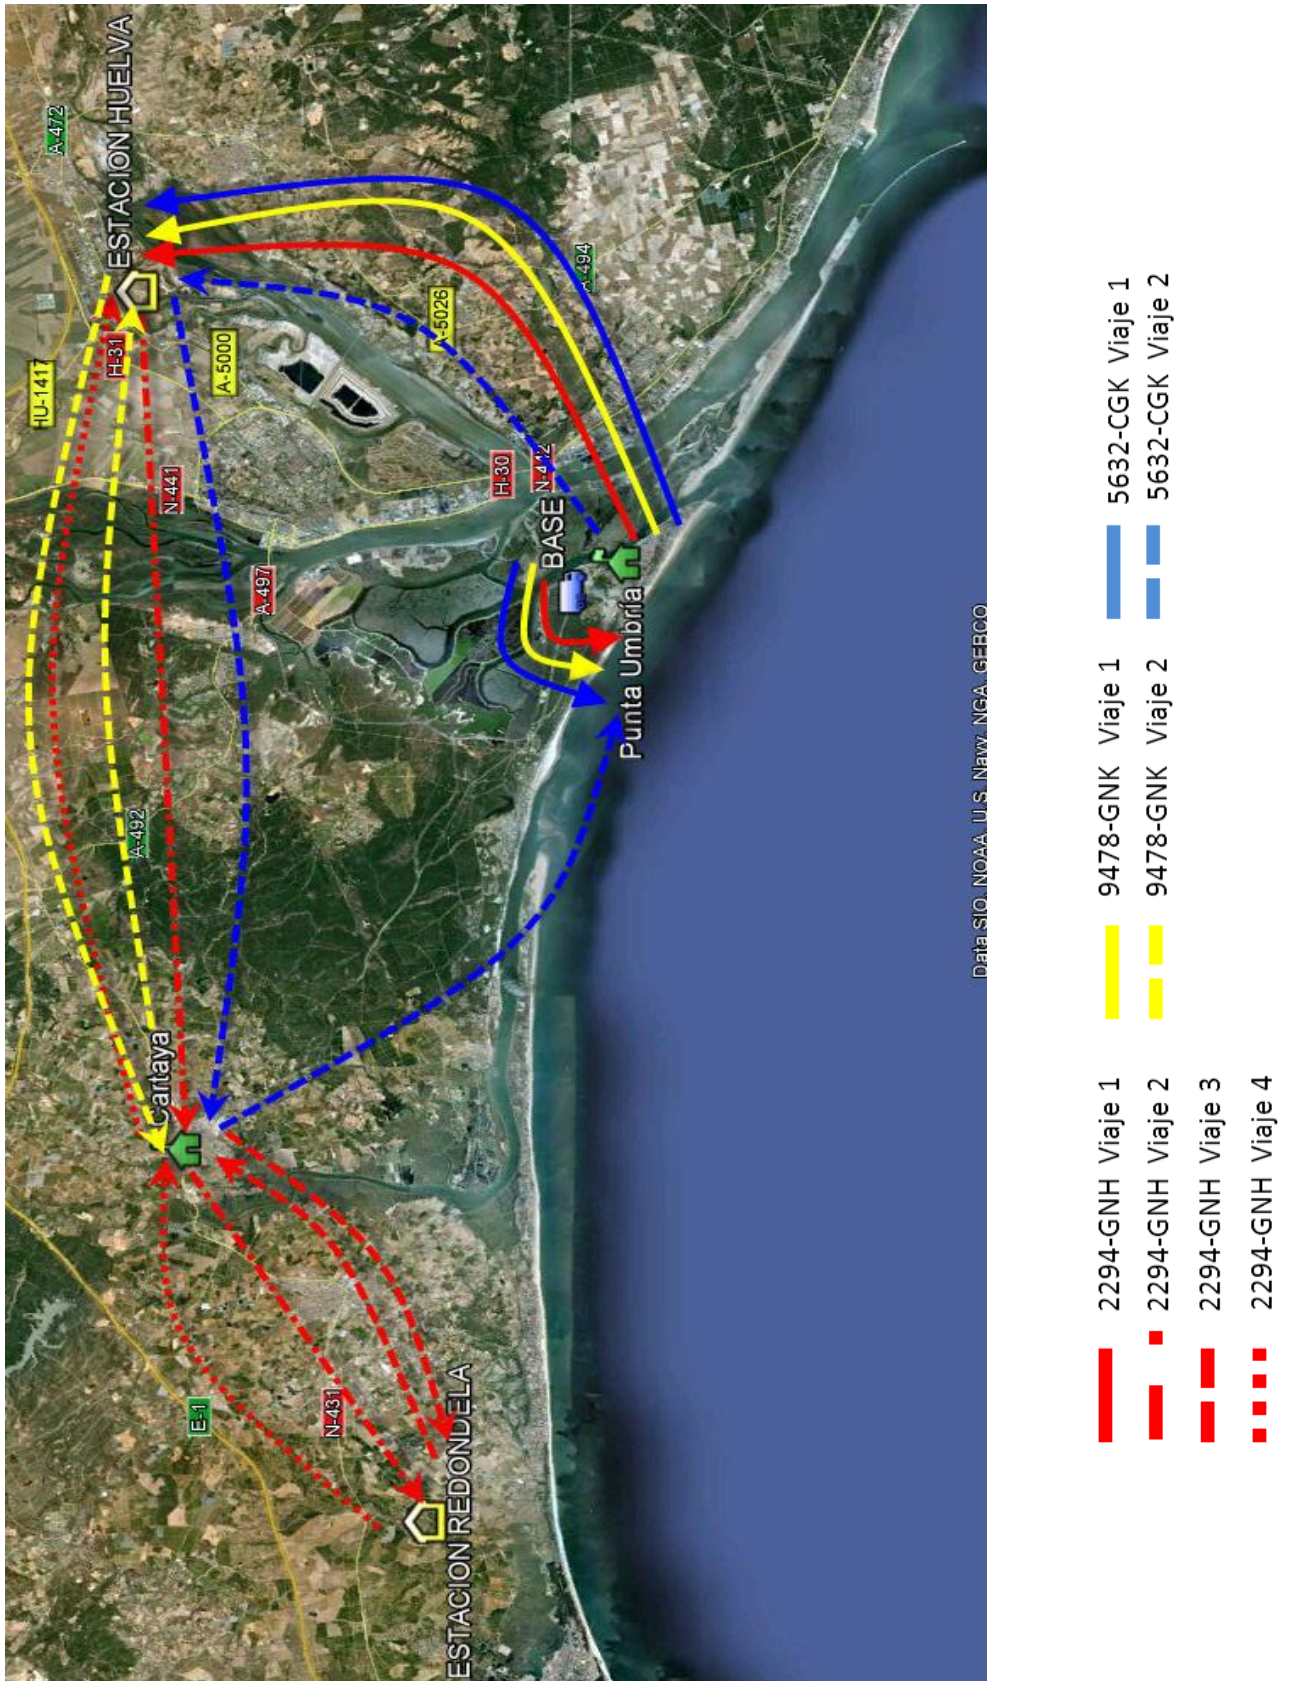 ESTACION HUELVA
A-472
HU-1417
H-31
A-5000
A-5026
A-494
N-441
H-30
N-442
BASE
A-497
Punta Umbría
A-492
Cartaya
E-1
N-431
ESTACION REDONDELA
Data SIO, NOAA, U.S. Navy, NGA, GEBCO
2294-GNH Viaje 1
2294-GNH Viaje 2
2294-GNH Viaje 3
2294-GNH Viaje 4
9478-GNK Viaje 1
9478-GNK Viaje 2
5632-CGK Viaje 1
5632-CGK Viaje 2